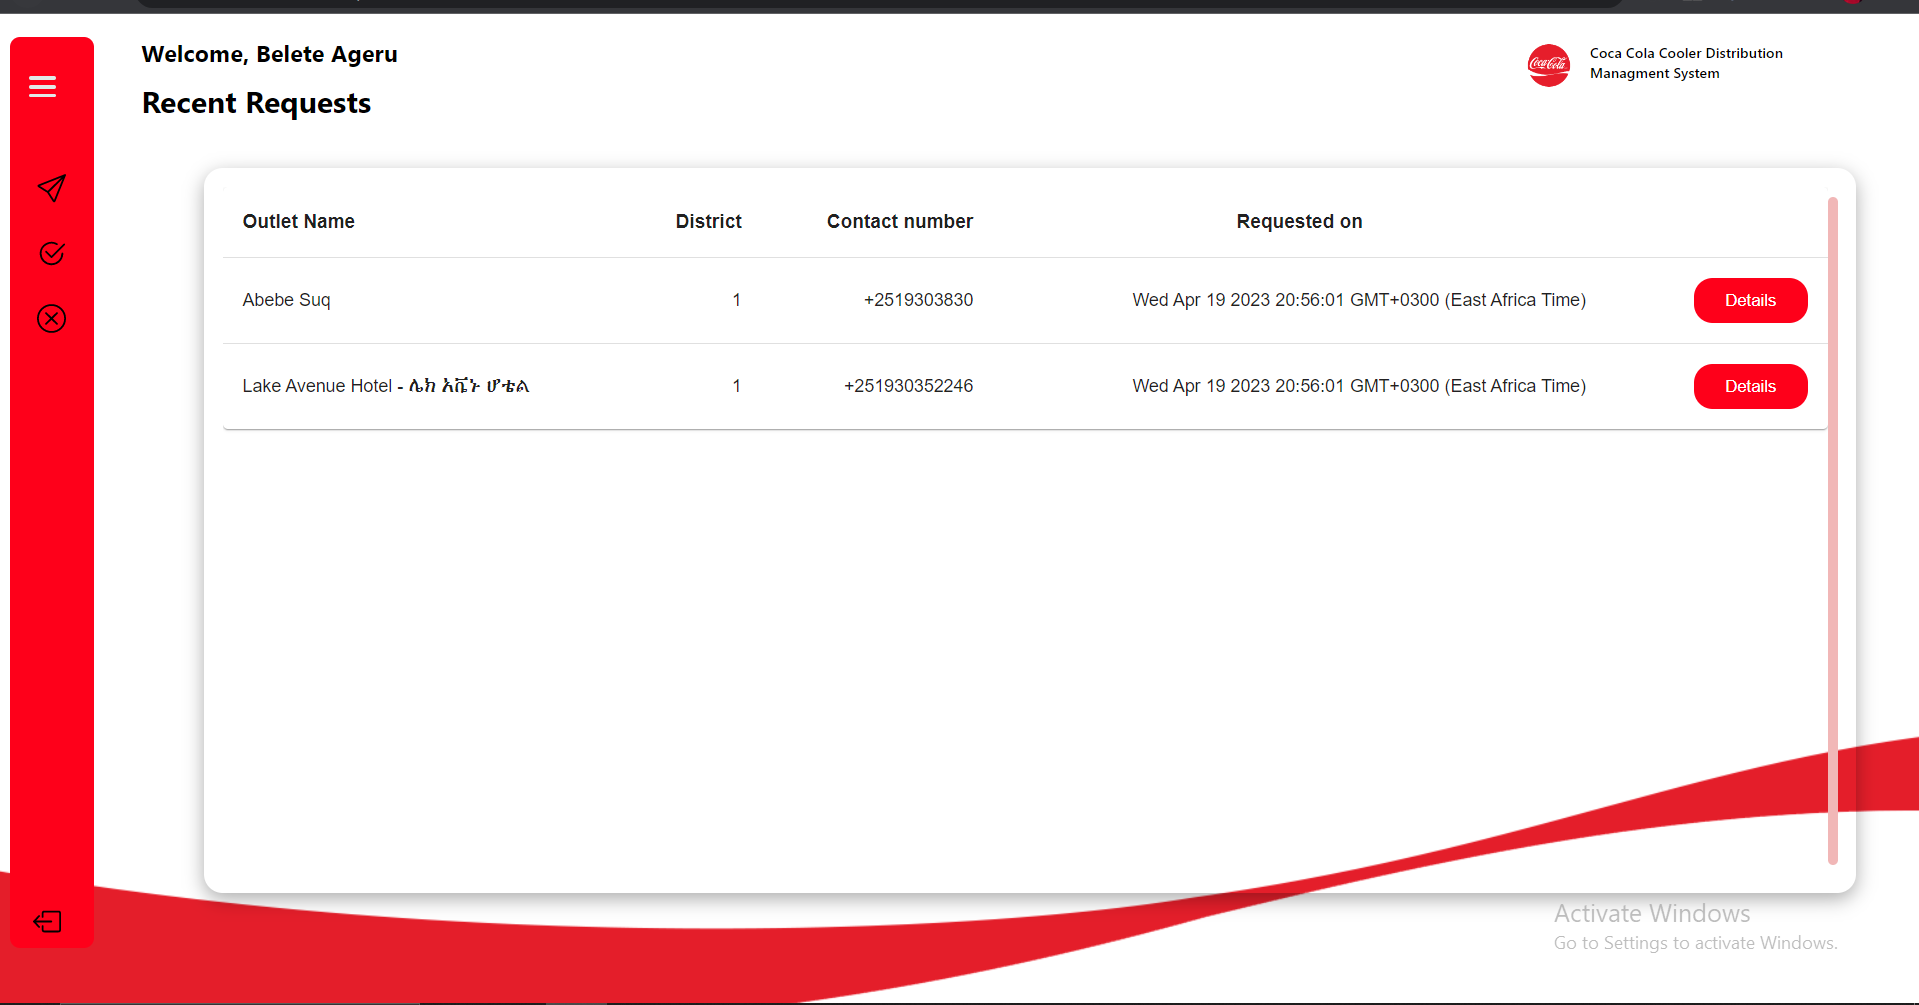 Welcome, Belete Ageru
Coca Cola Cooler Distribution
Managment System
Coca-Cola
Recent Requests
Outlet Name District Contact number Requested on
Abebe Suq 1 +2519303830 Wed Apr 19 2023 20:56:01 GMT+0300 (East Africa Time) Details
Lake Avenue Hotel - ሌክ አቬኑ ሆቴል 1 +251930352246 Wed Apr 19 2023 20:56:01 GMT+0300 (East Africa Time) Details
Activate Windows
Go to Settings to activate Windows.